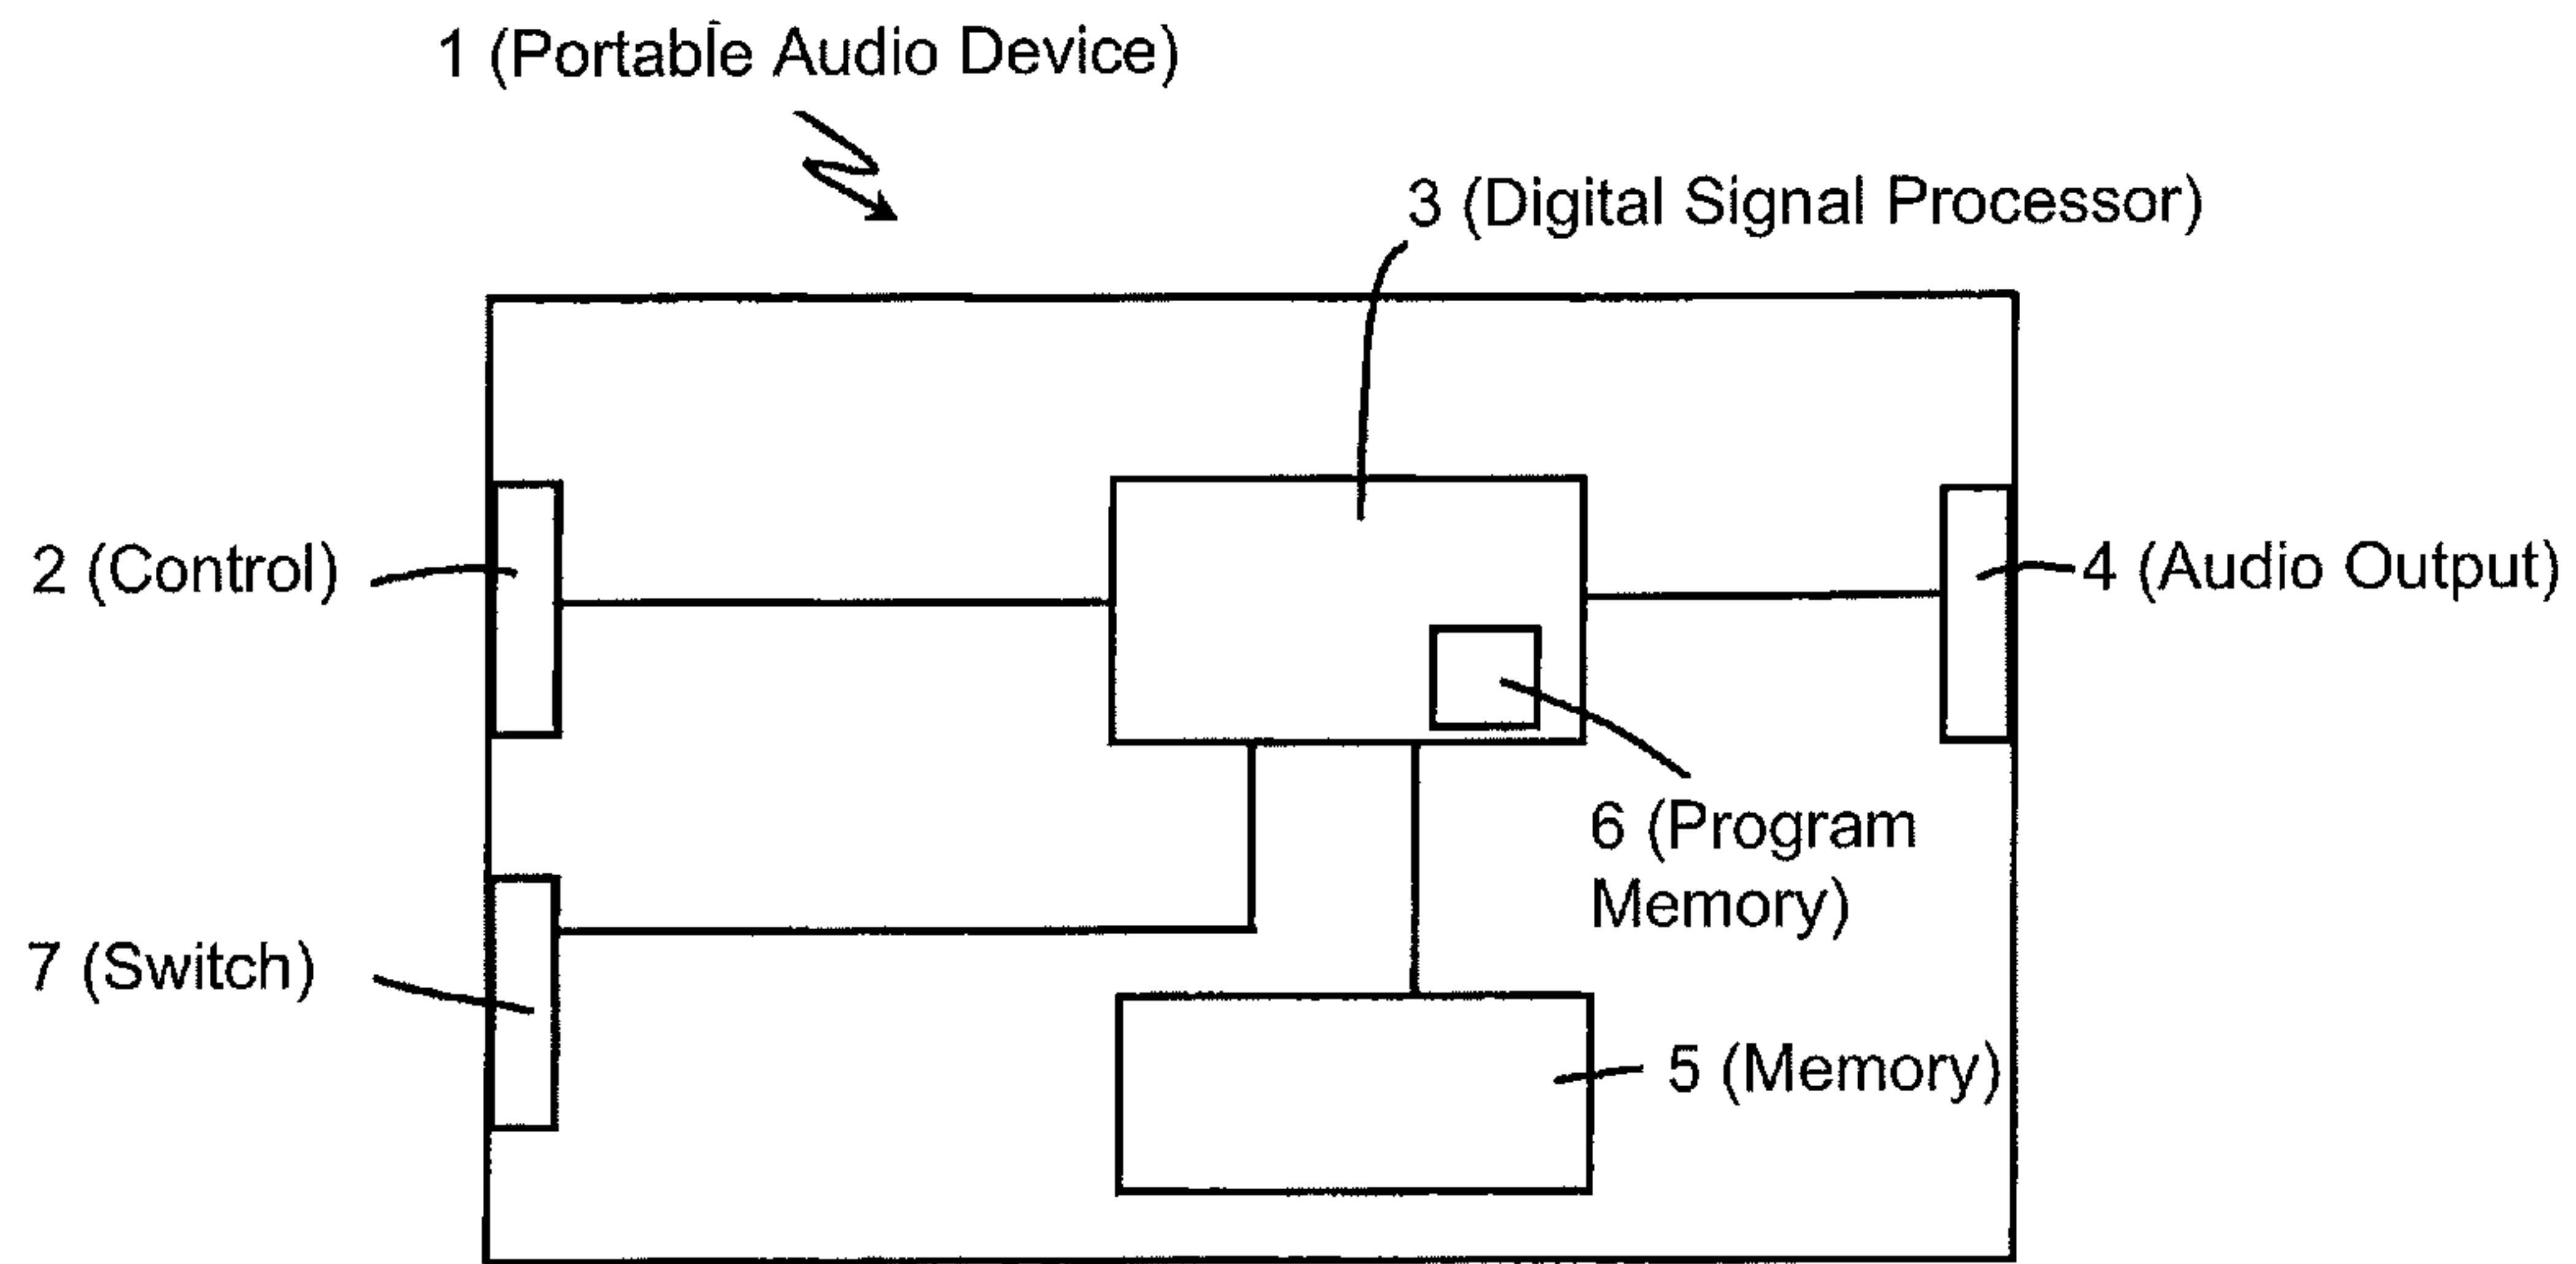 1 (Portable Audio Device)
3 (Digital Signal Processor)
2 (Control)
4 (Audio Output)
6 (Program
Memory)
7 (Switch)
5 (Memory)